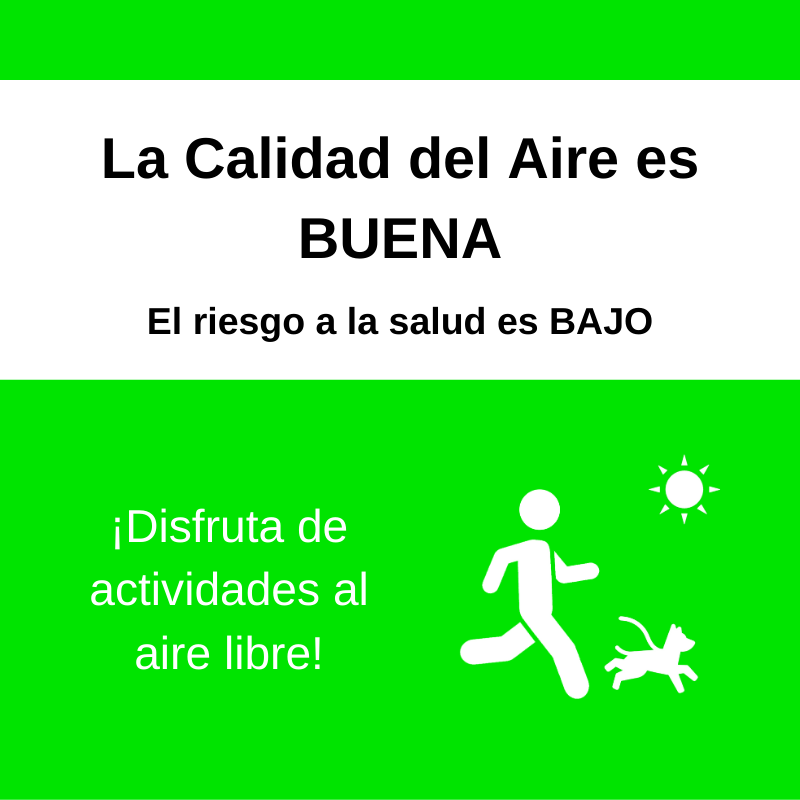 La Calidad del Aire es
BUENA
El riesgo a la salud es BAJO
¡Disfruta de
actividades al
aire libre!